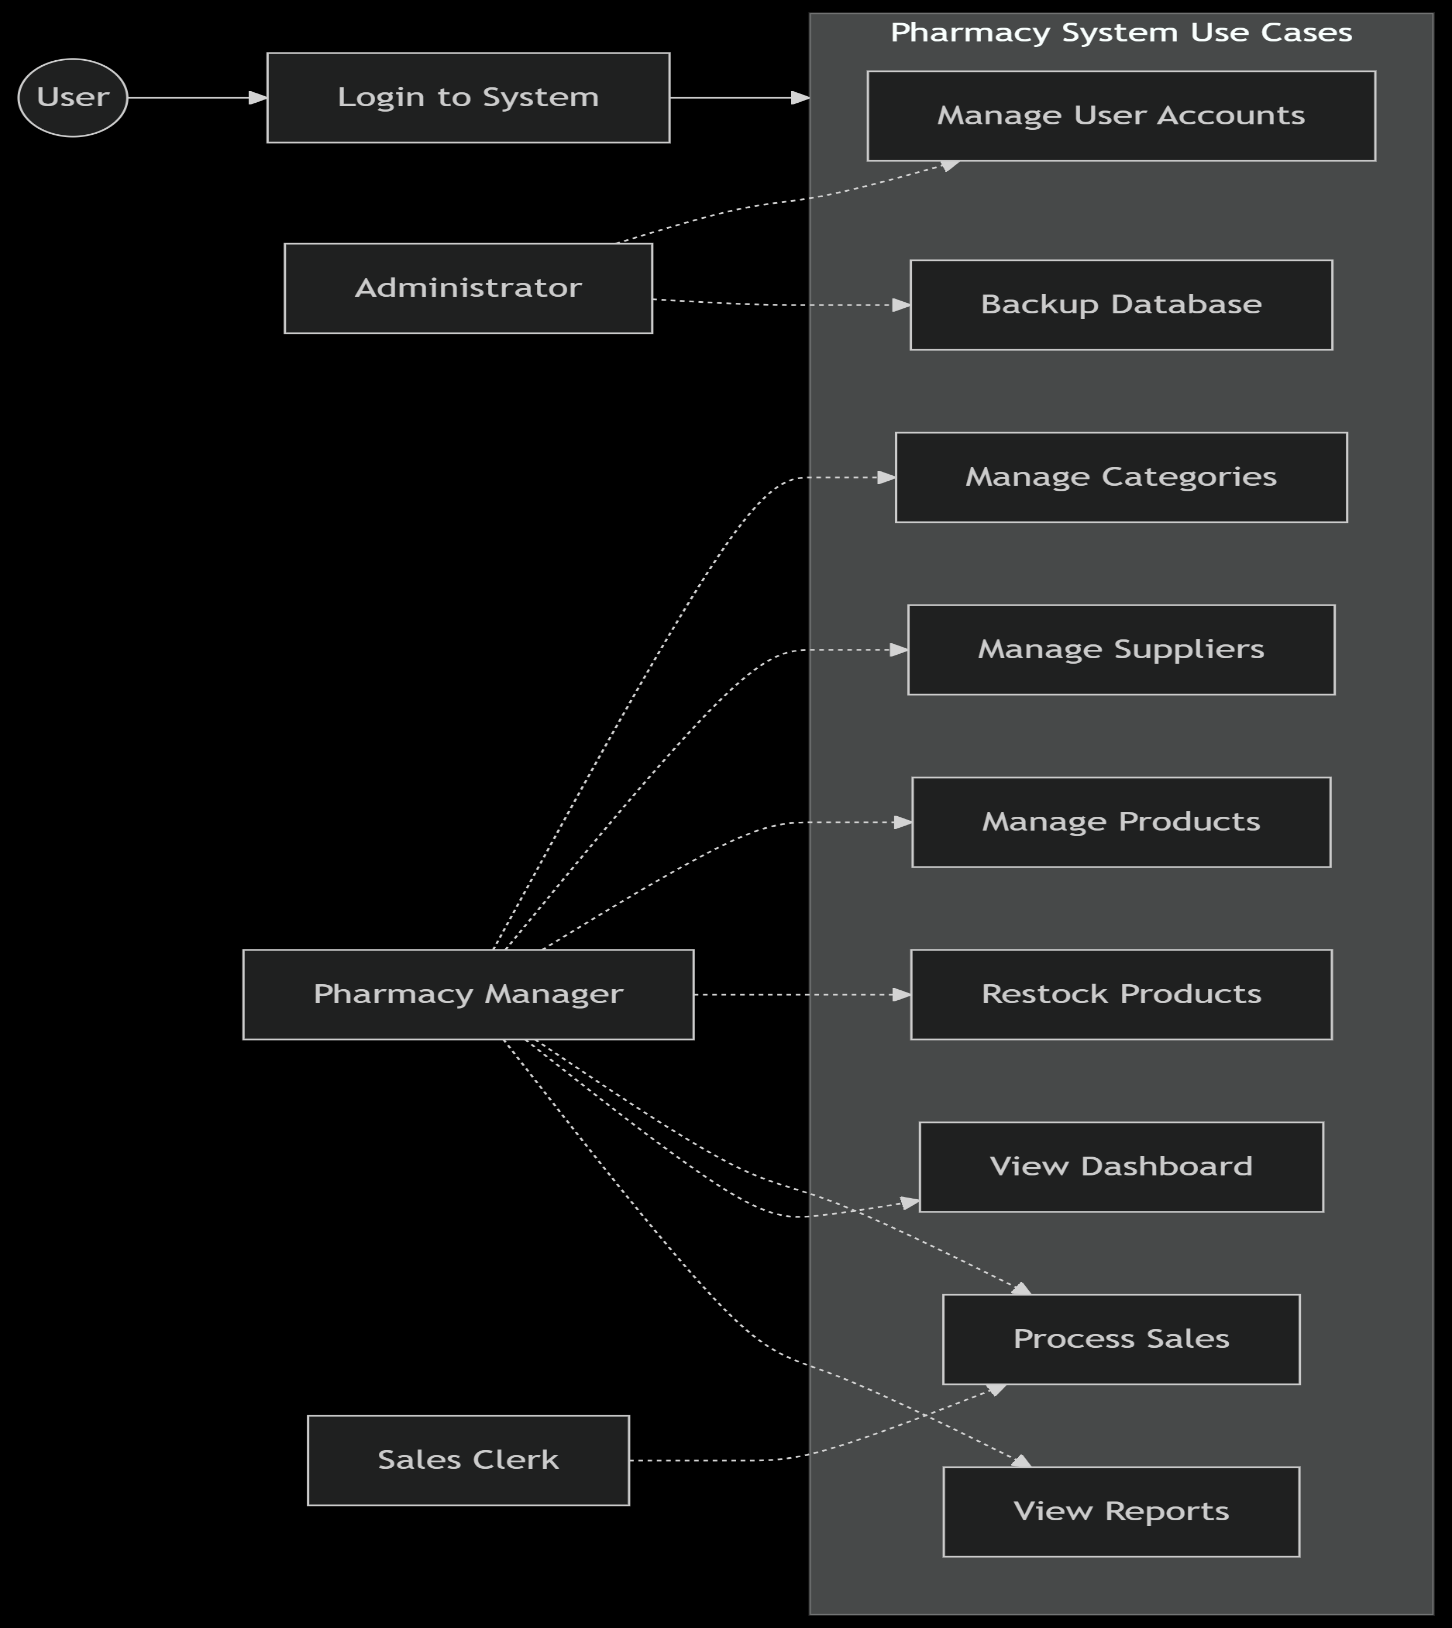 Pharmacy System Use Cases
User
Login to System
Manage User Accounts
Administrator
Backup Database
Manage Categories
Manage Suppliers
Manage Products
Pharmacy Manager
Restock Products
View Dashboard
Process Sales
Sales Clerk
View Reports